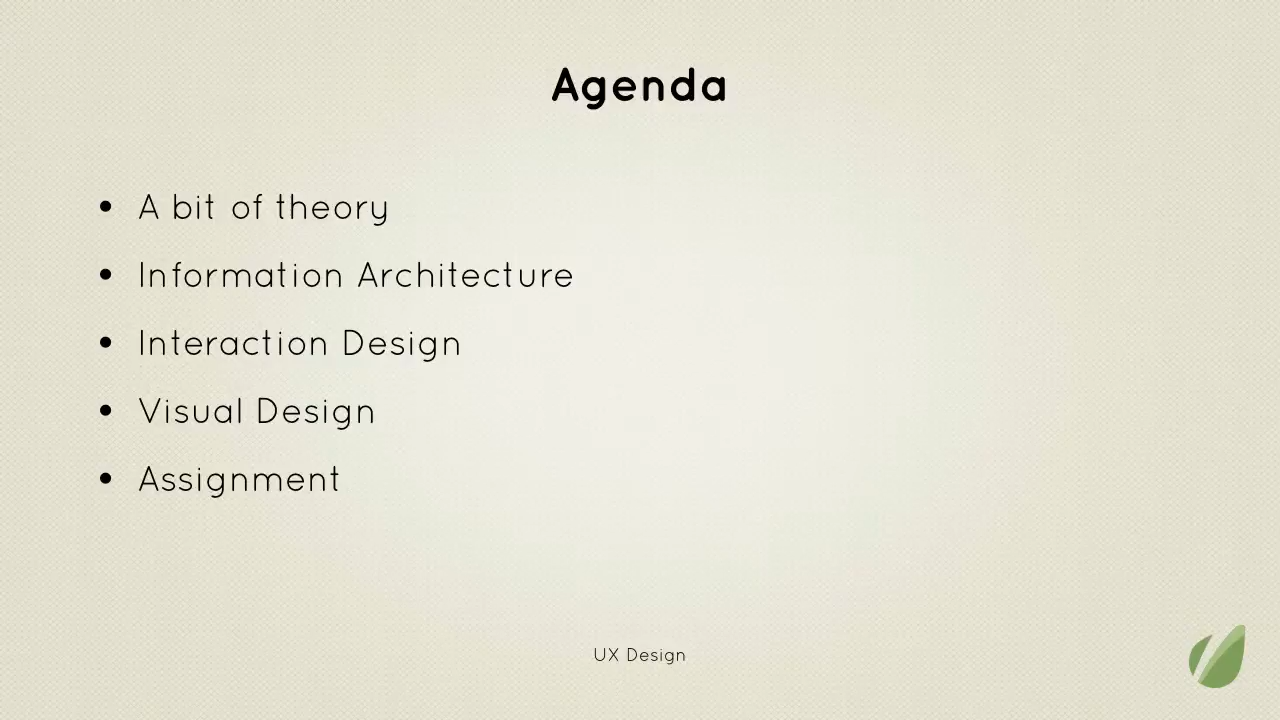 Agenda
• A bit of theory
• Information Architecture
• Interaction Design
• Visual Design
• Assignment
UX Design